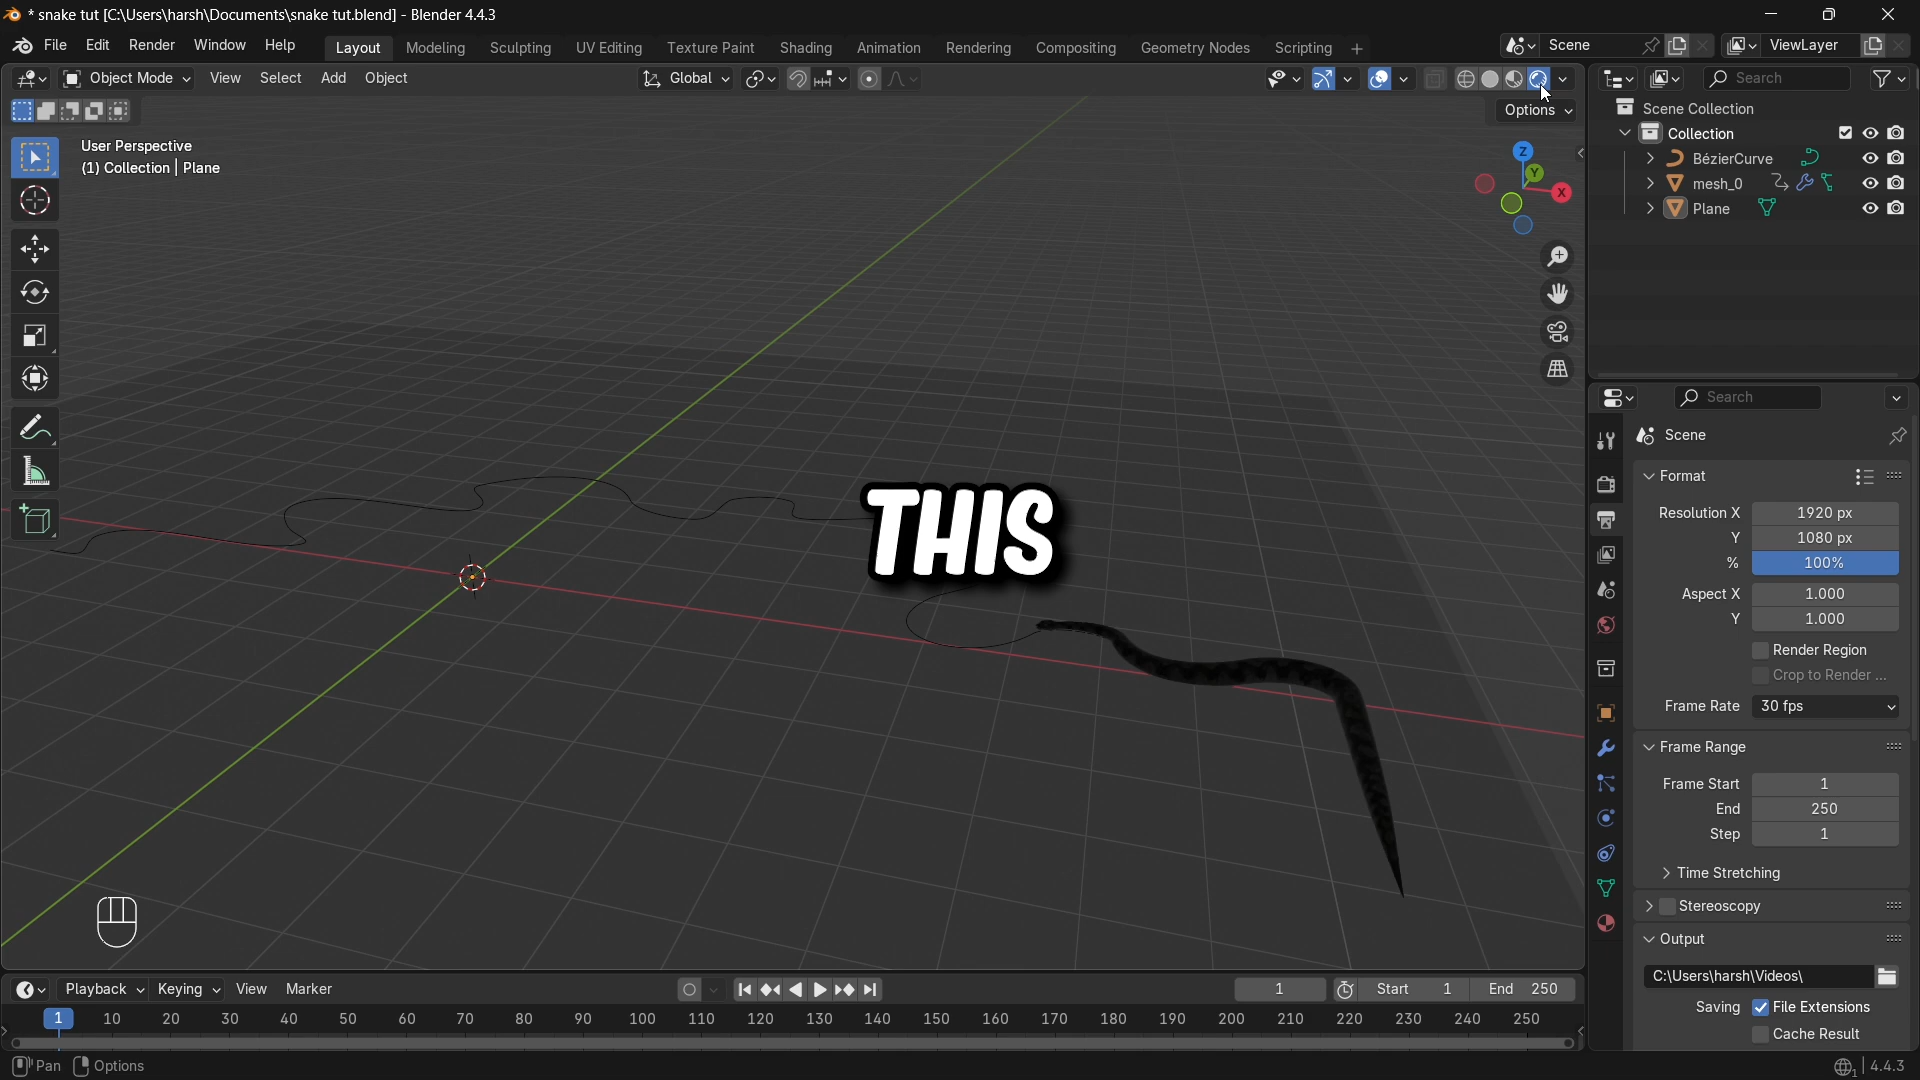 * snake tut [C:\Users\harsh\Documents\snake tut.blend] - Blender 4.4.3
File Edit Render Window Help Layout Modeling Sculpting UV Editing Texture Paint Shading Animation Rendering Compositing Geometry Nodes Scripting + Scene ViewLayer
Object Mode View Select Add Object Global Search
Options
User Perspective
(1) Collection | Plane
Z
Y
X
Scene Collection
Collection
BézierCurve
mesh_0
Plane
THIS
Search
Scene
Format
Resolution X 1920 px
Y 1080 px
% 100%
Aspect X 1.000
Y 1.000
Render Region
Crop to Render ...
Frame Rate 30 fps
Frame Range
Frame Start 1
End 250
Step 1
Time Stretching
Stereoscopy
Output
C:\Users\harsh\Videos\
Saving File Extensions
Cache Result
Playback Keying View Marker 1 Start 1 End 250
1 10 20 30 40 50 60 70 80 90 100 110 120 130 140 150 160 170 180 190 200 210 220 230 240 250
Pan Options 4.4.3